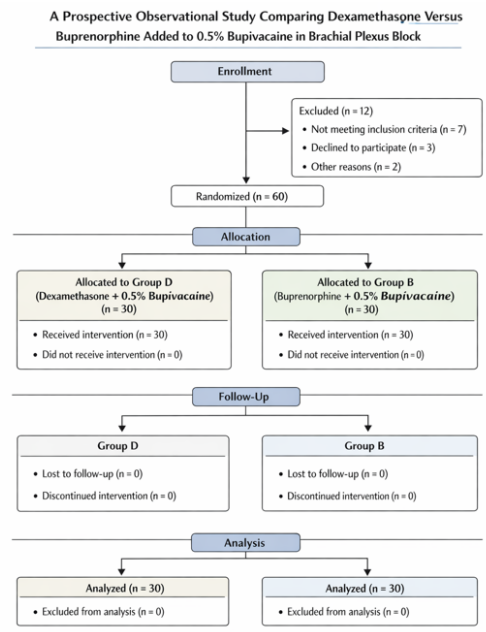 A Prospective Observational Study Comparing Dexamethasone Versus
Buprenorphine Added to 0.5% Bupivacaine in Brachial Plexus Block
Enrollment
Excluded (n = 12)
• Not meeting inclusion criteria (n = 7)
• Declined to participate (n = 3)
• Other reasons (n = 2)
Randomized (n = 60)
Allocation
Allocated to Group D
(Dexamethasone + 0.5% Bupivacaine)
(n = 30)
• Received intervention (n = 30)
• Did not receive intervention (n = 0)
Allocated to Group B
(Buprenorphine + 0.5% Bupivacaine)
(n = 30)
• Received intervention (n = 30)
• Did not receive intervention (n = 0)
Follow-Up
Group D
• Lost to follow-up (n = 0)
• Discontinued intervention (n = 0)
Group B
• Lost to follow-up (n = 0)
• Discontinued intervention (n = 0)
Analysis
Analyzed (n = 30)
• Excluded from analysis (n = 0)
Analyzed (n = 30)
• Excluded from analysis (n = 0)